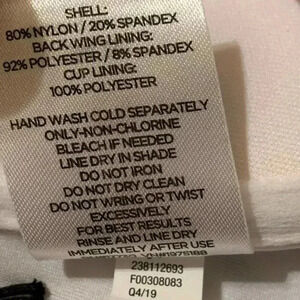 SHELL:
80% NYLON / 20% SPANDEX
BACK WING LINING:
92% POLYESTER / 8% SPANDEX
CUP LINING:
100% POLYESTER
HAND WASH COLD SEPARATELY
ONLY-NON-CHLORINE
BLEACH IF NEEDED
LINE DRY IN SHADE
DO NOT IRON
DO NOT DRY CLEAN
DO NOT WRING OR TWIST
EXCESSIVELY
FOR BEST RESULTS
RINSE AND LINE DRY
IMMEDIATELY AFTER USE
238112693
F00308083
Q4/19